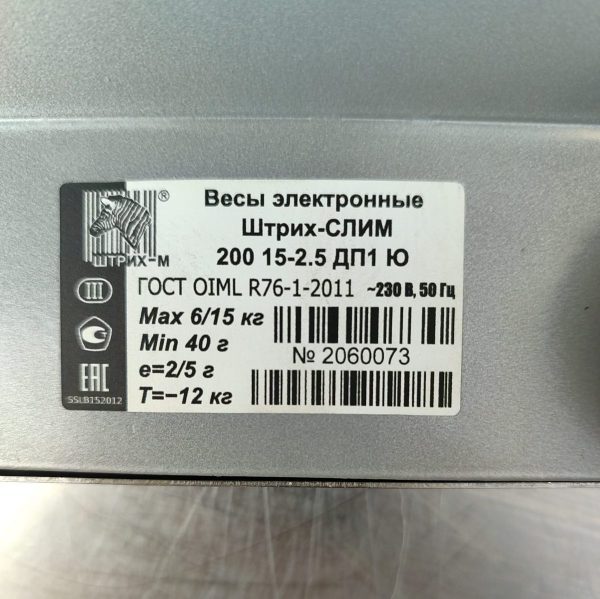 Весы электронные
Штрих-СЛИМ
200 15-2.5 ДП1 Ю
ШТРИХ-М ®
ГОСТ OIML R76-1-2011 ~230 В, 50 Гц
III
Max 6/15 кг
Min 40 г
№ 2060073
e=2/5 г
T=−12 кг
EAC
SSLB152012